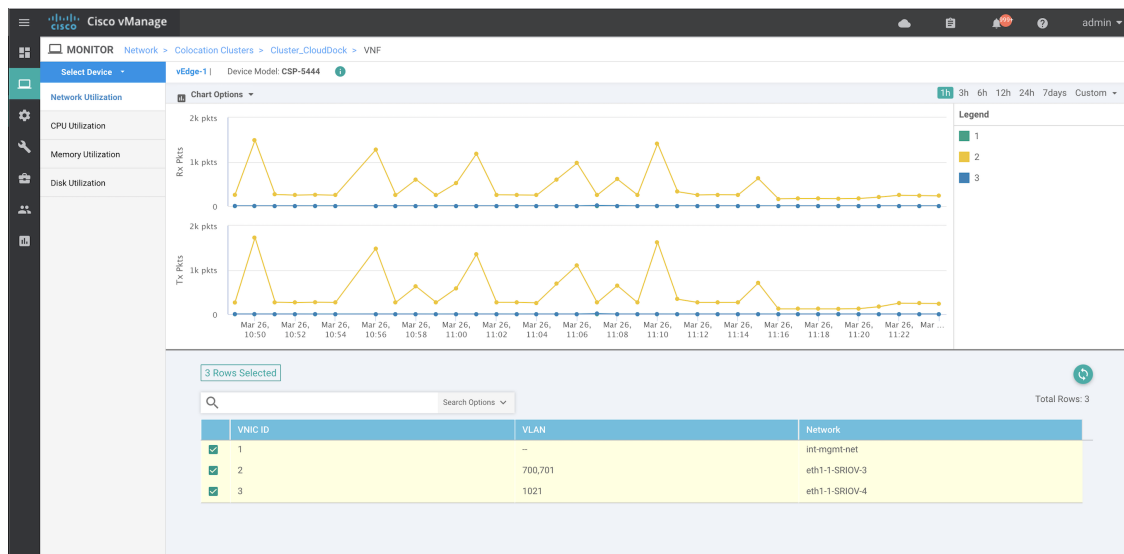 cisco Cisco vManage
999+
admin
MONITOR Network > Colocation Clusters > Cluster_CloudDock > VNF
Select Device
vEdge-1 | Device Model: CSP-5444 i
Network Utilization
CPU Utilization
Memory Utilization
Disk Utilization
Chart Options
1h 3h 6h 12h 24h 7days Custom
Legend
1
2
3
2k pkts
1k pkts
0
Rx Pkts
2k pkts
1k pkts
0
Tx Pkts
Mar 26, Mar 26, Mar 26, Mar 26, Mar 26, Mar 26, Mar 26, Mar 26, Mar 26, Mar 26, Mar 26, Mar 26, Mar 26, Mar 26, Mar 26, Mar 26, Mar 26, Mar ...
10:50 10:52 10:54 10:56 10:58 11:00 11:02 11:04 11:06 11:08 11:10 11:12 11:14 11:16 11:18 11:20 11:22
3 Rows Selected
Search Options
Total Rows: 3
VNIC ID VLAN Network
1 -- int-mgmt-net
2 700,701 eth1-1-SRIOV-3
3 1021 eth1-1-SRIOV-4